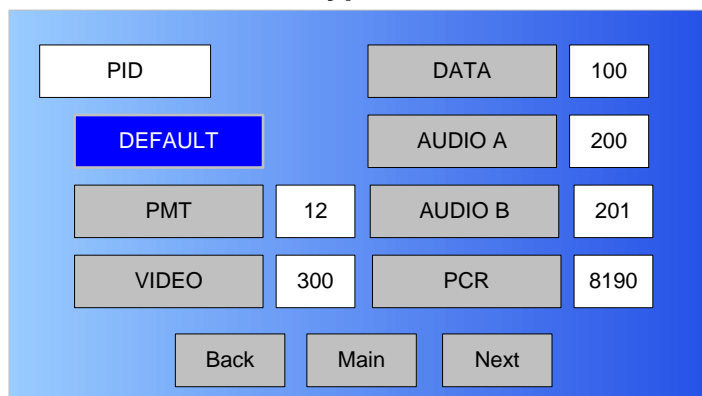 PID
DATA 100
DEFAULT
AUDIO A 200
PMT 12 AUDIO B 201
VIDEO 300 PCR 8190
Back Main Next